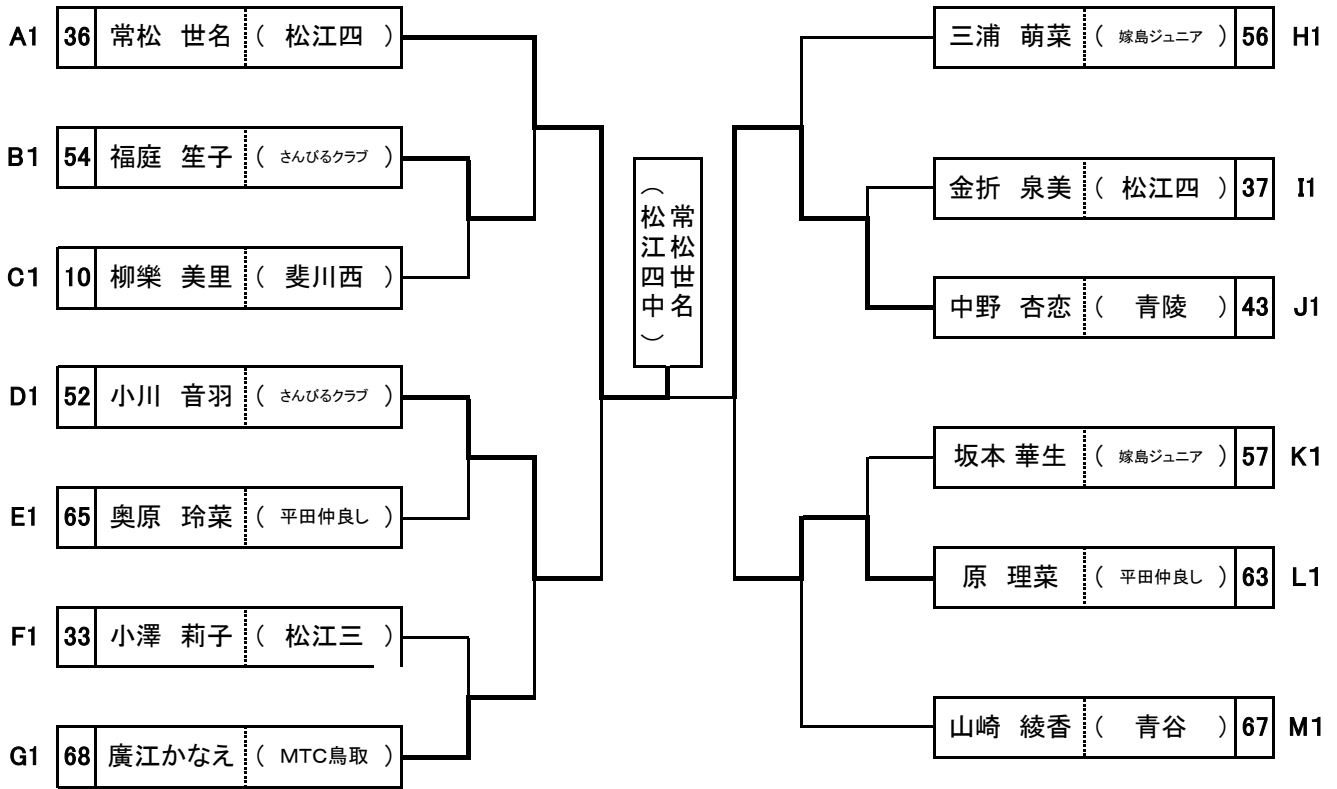 A1 36 常松 世名 ( 松江四 )
B1 54 福庭 笙子 ( さんびるクラブ )
C1 10 柳樂 美里 ( 斐川西 )
D1 52 小川 音羽 ( さんびるクラブ )
E1 65 奥原 玲菜 ( 平田仲良し )
F1 33 小澤 莉子 ( 松江三 )
G1 68 廣江かなえ ( MTC鳥取 )
常松世名
(松江四中)
三浦 萌菜 ( 嫁島ジュニア ) 56 H1
金折 泉美 ( 松江四 ) 37 I1
中野 杏恋 ( 青陵 ) 43 J1
坂本 華生 ( 嫁島ジュニア ) 57 K1
原 理菜 ( 平田仲良し ) 63 L1
山崎 綾香 ( 青谷 ) 67 M1